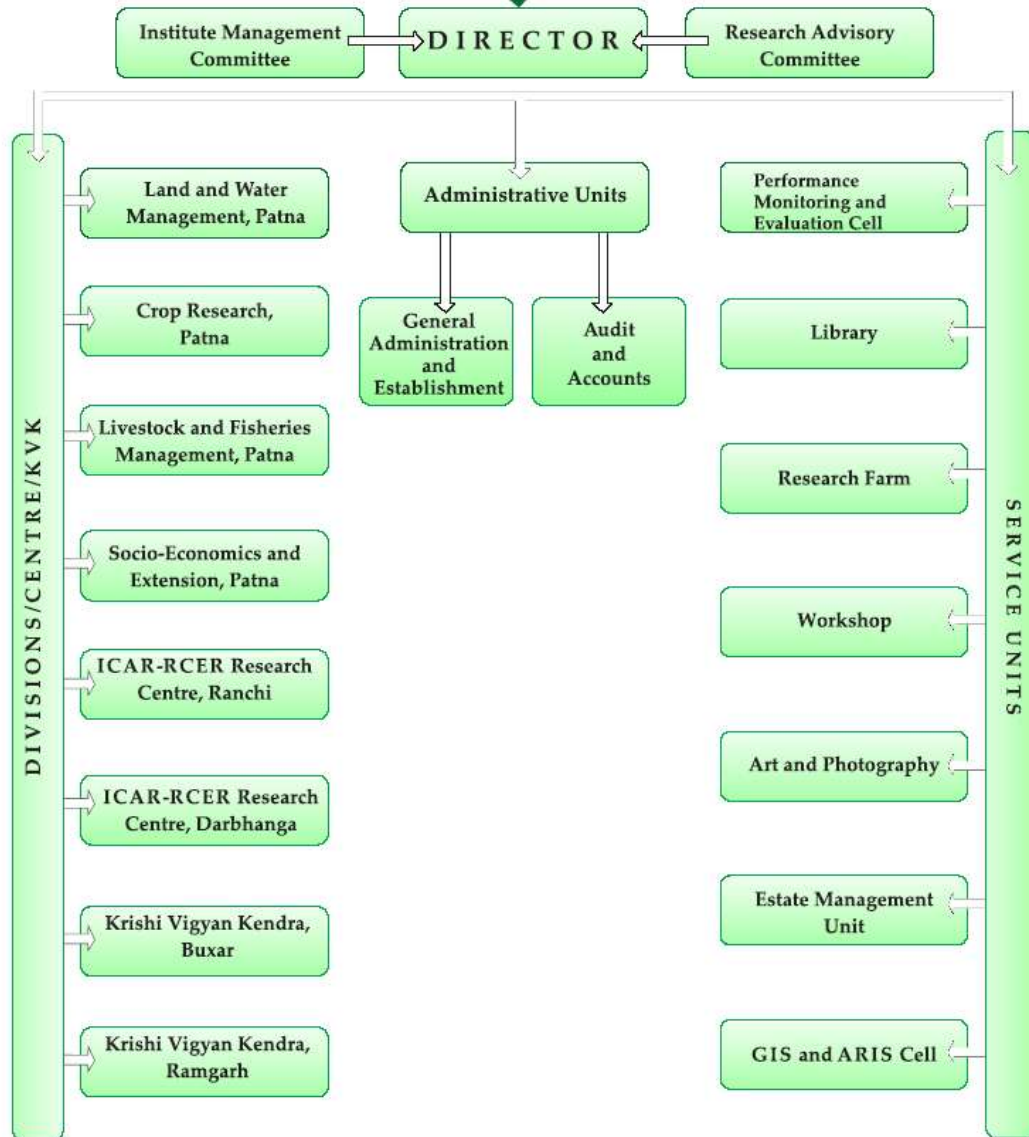 Institute Management
Committee
DIRECTOR
Research Advisory
Committee
DIVISIONS/CENTRE/KVK
Land and Water
Management, Patna
Crop Research,
Patna
Livestock and Fisheries
Management, Patna
Socio-Economics and
Extension, Patna
ICAR-RCER Research
Centre, Ranchi
ICAR-RCER Research
Centre, Darbhanga
Krishi Vigyan Kendra,
Buxar
Krishi Vigyan Kendra,
Ramgarh
Administrative Units
General
Administration
and
Establishment
Audit
and
Accounts
Performance
Monitoring and
Evaluation Cell
Library
Research Farm
Workshop
Art and Photography
Estate Management
Unit
GIS and ARIS Cell
SERVICE UNITS